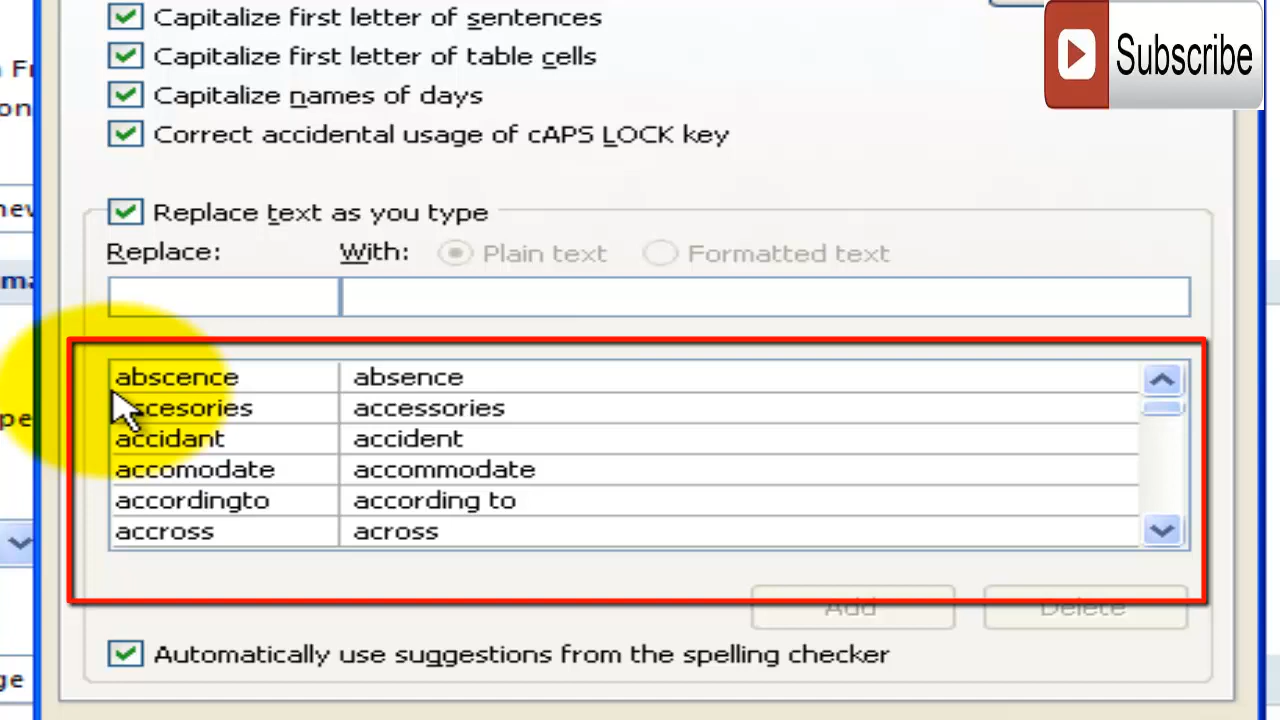 Capitalize first letter of sentences
Subscribe
Capitalize first letter of table cells
Capitalize names of days
Correct accidental usage of cAPS LOCK key
Replace text as you type
Replace: With: Plain text Formatted text
abscence absence
accessories
accidant accident
accomodate accommodate
accordingto according to
accross across
Add Delete
Automatically use suggestions from the spelling checker